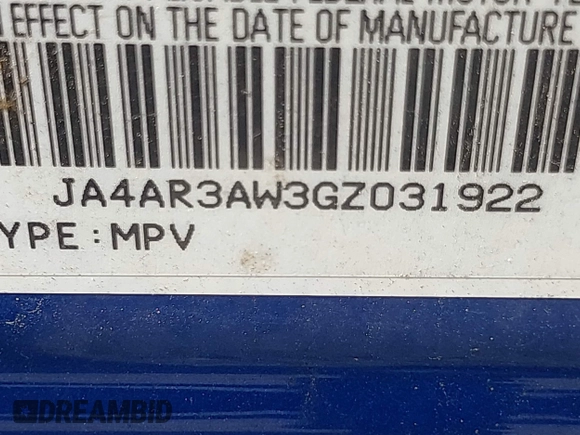 N EFFECT ON THE DATE OF MANUFACTURE
JA4AR3AW3GZ031922
YPE: MPV
DREAMBID